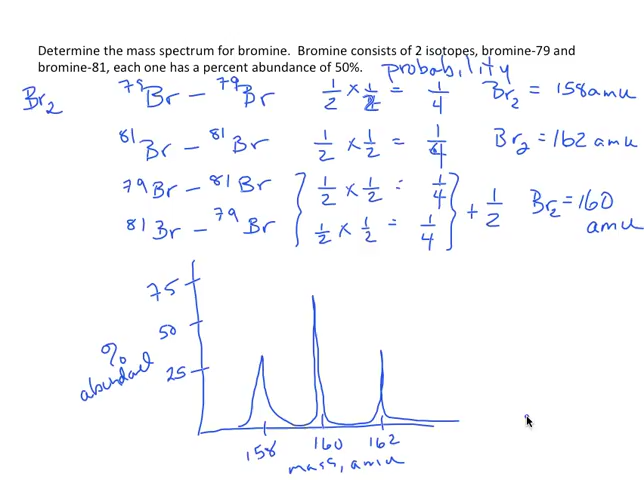 Determine the mass spectrum for bromine. Bromine consists of 2 isotopes, bromine-79 and
bromine-81, each one has a percent abundance of 50%.
probability
Br₂ ⁷⁹Br – ⁷⁹Br 1/2 × 1/2 = 1/4 Br₂ = 158 amu
⁸¹Br – ⁸¹Br 1/2 × 1/2 = 1/4 Br₂ = 162 amu
79 Br – ⁸¹Br 1/2 × 1/2 = 1/4
+ 1/2 Br₂ = 160
amu
⁸¹Br – ⁷⁹Br 1/2 × 1/2 = 1/4
75
50
%
abundant
25
158 160 162
mass, amu